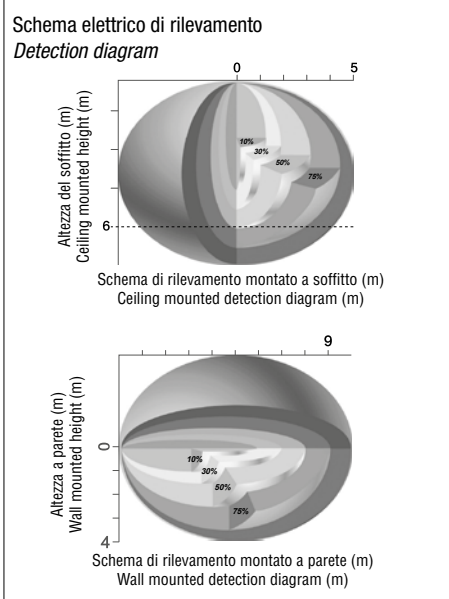 Schema elettrico di rilevamento
Detection diagram
0 5
Altezza del soffitto (m)
Ceiling mounted height (m)
10%
30%
50%
75%
6
Schema di rilevamento montato a soffitto (m)
Ceiling mounted detection diagram (m)
9
Altezza a parete (m)
Wall mounted height (m)
0
10%
30%
50%
75%
4
Schema di rilevamento montato a parete (m)
Wall mounted detection diagram (m)